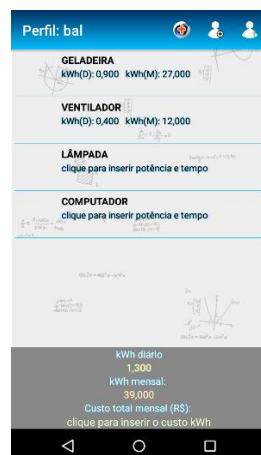 Perfil: bal
GELADEIRA
kWh(D): 0,900 kWh(M): 27,000
VENTILADOR
kWh(D): 0,400 kWh(M): 12,000
LÂMPADA
clique para inserir potência e tempo
COMPUTADOR
clique para inserir potência e tempo
kWh diário
1,300
kWh mensal:
39,000
Custo total mensal (R$):
clique para inserir o custo kWh